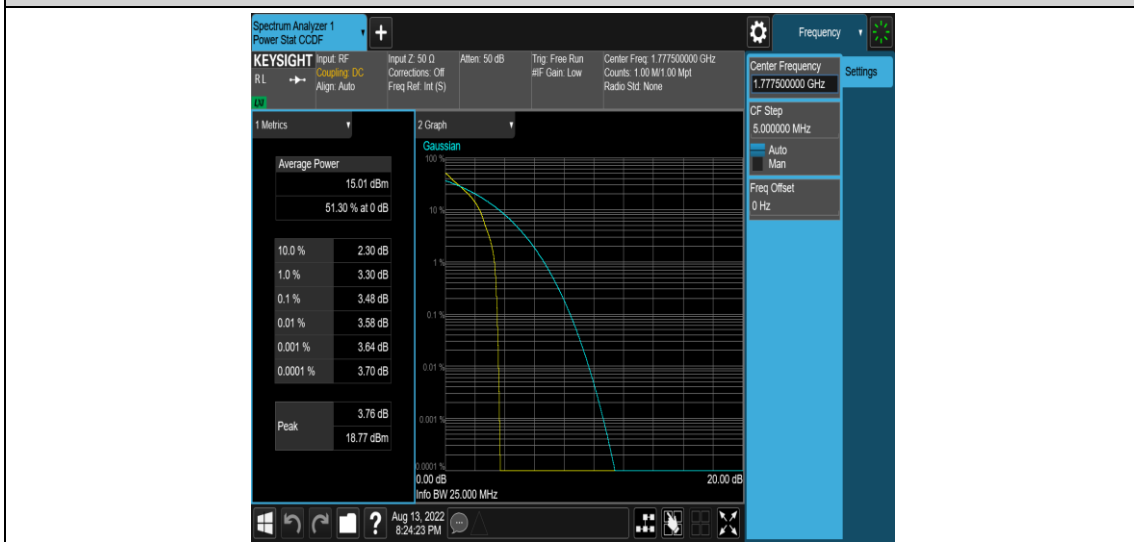 Spectrum Analyzer 1
Power Stat CCDF
+
Frequency
KEYSIGHT
RL
LXI
Input: RF
Coupling: DC
Align: Auto
Input Z: 50 Ω
Corrections: Off
Freq Ref: Int (S)
Atten: 50 dB
Trig: Free Run
#IF Gain: Low
Center Freq: 1.777500000 GHz
Counts: 1.00 M/1.00 Mpt
Radio Std: None
Center Frequency
1.777500000 GHz
Settings
CF Step
5.000000 MHz
Auto
Man
Freq Offset
0 Hz
1 Metrics
Average Power
15.01 dBm
51.30 % at 0 dB
10.0 % 2.30 dB
1.0 % 3.30 dB
0.1 % 3.48 dB
0.01 % 3.58 dB
0.001 % 3.64 dB
0.0001 % 3.70 dB
Peak
3.76 dB
18.77 dBm
2 Graph
Gaussian
100 %
10 %
1 %
0.1 %
0.01 %
0.001 %
0.0001 %
0.00 dB
20.00 dB
Info BW 25.000 MHz
?
Aug 13, 2022
8:24:23 PM